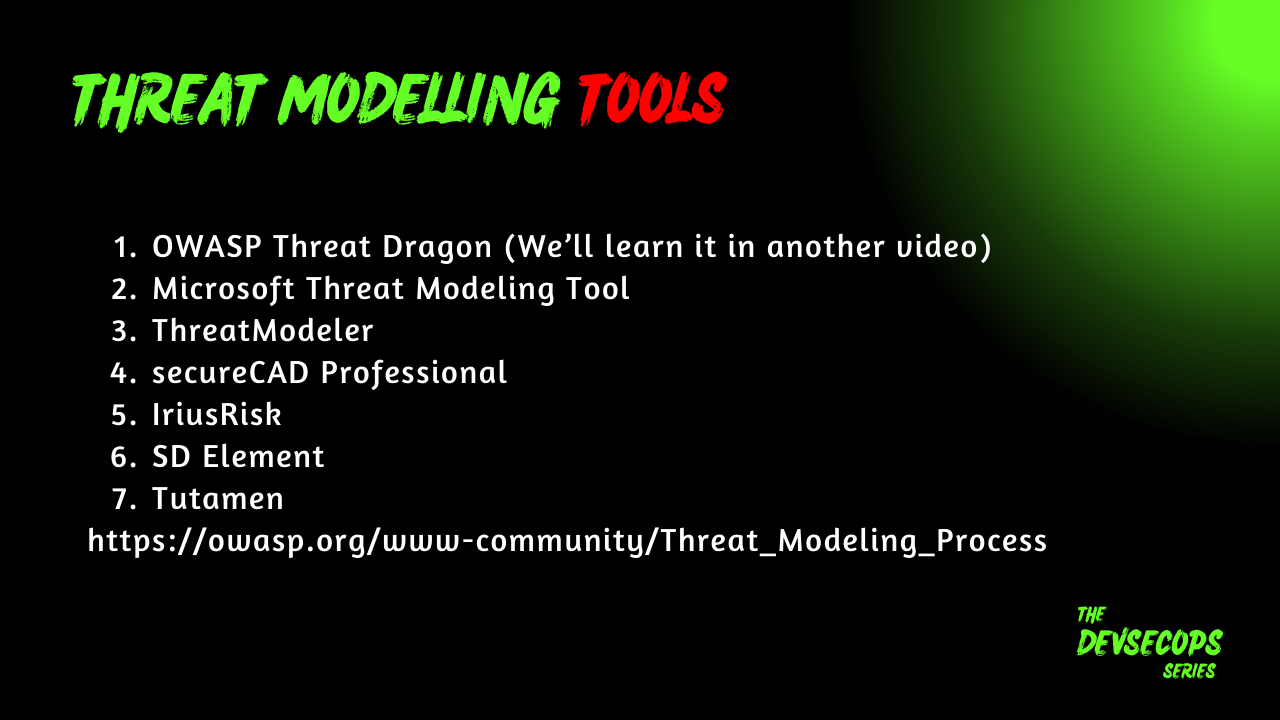 THREAT MODELLING TOOLS
1. OWASP Threat Dragon (We’ll learn it in another video)
2. Microsoft Threat Modeling Tool
3. ThreatModeler
4. secureCAD Professional
5. IriusRisk
6. SD Element
7. Tutamen
https://owasp.org/www-community/Threat_Modeling_Process
THE
DEVSECOPS
SERIES